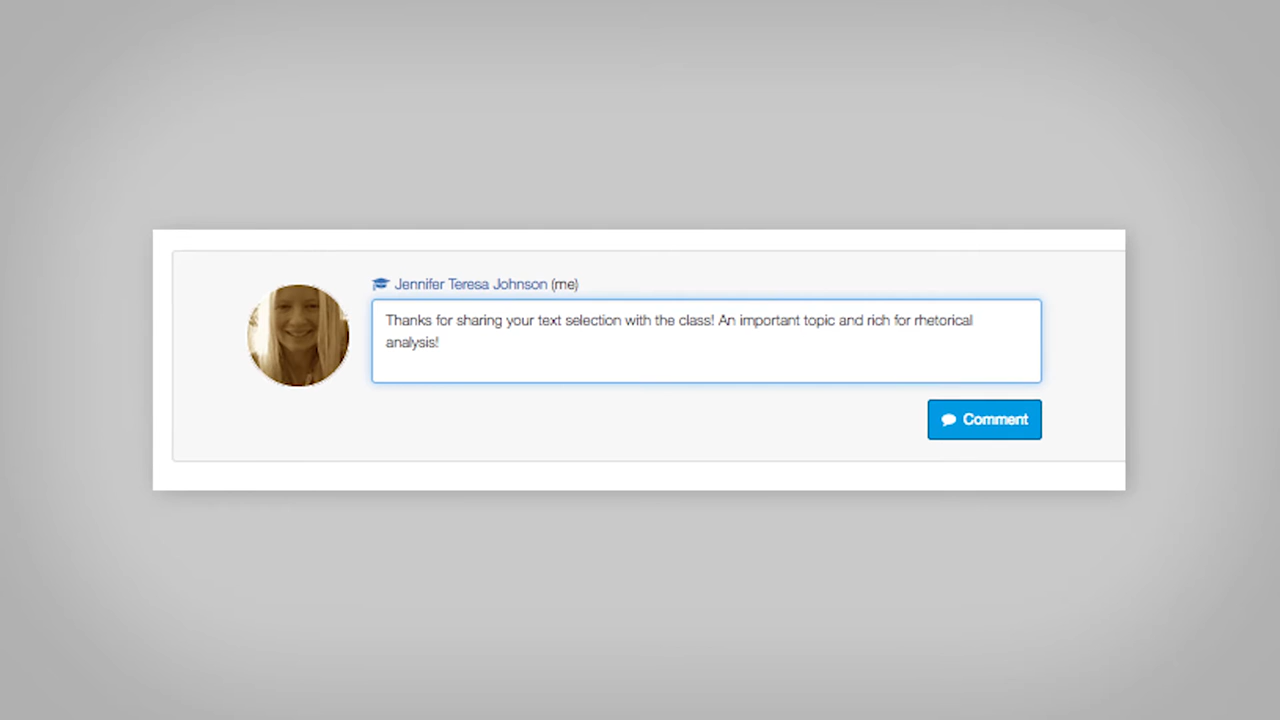 Jennifer Teresa Johnson (me)
Thanks for sharing your text selection with the class! An important topic and rich for rhetorical
analysis!
Comment